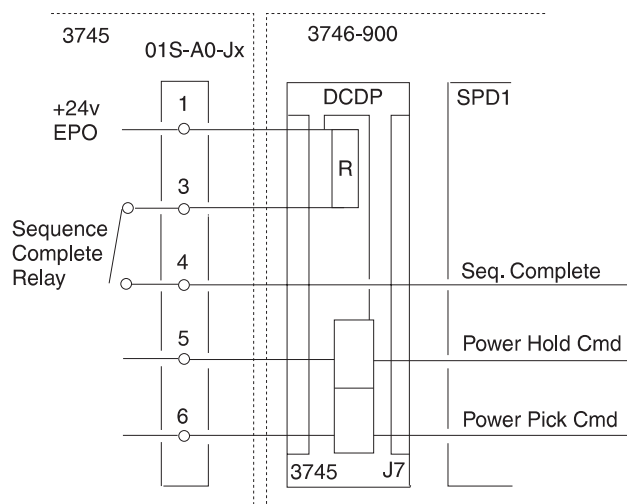 3745
3746-900
01S-A0-Jx
DCDP
SPD1
+24v
EPO
1
R
3
Sequence
Complete
Relay
4
Seq. Complete
5
Power Hold Cmd
6
Power Pick Cmd
3745
J7